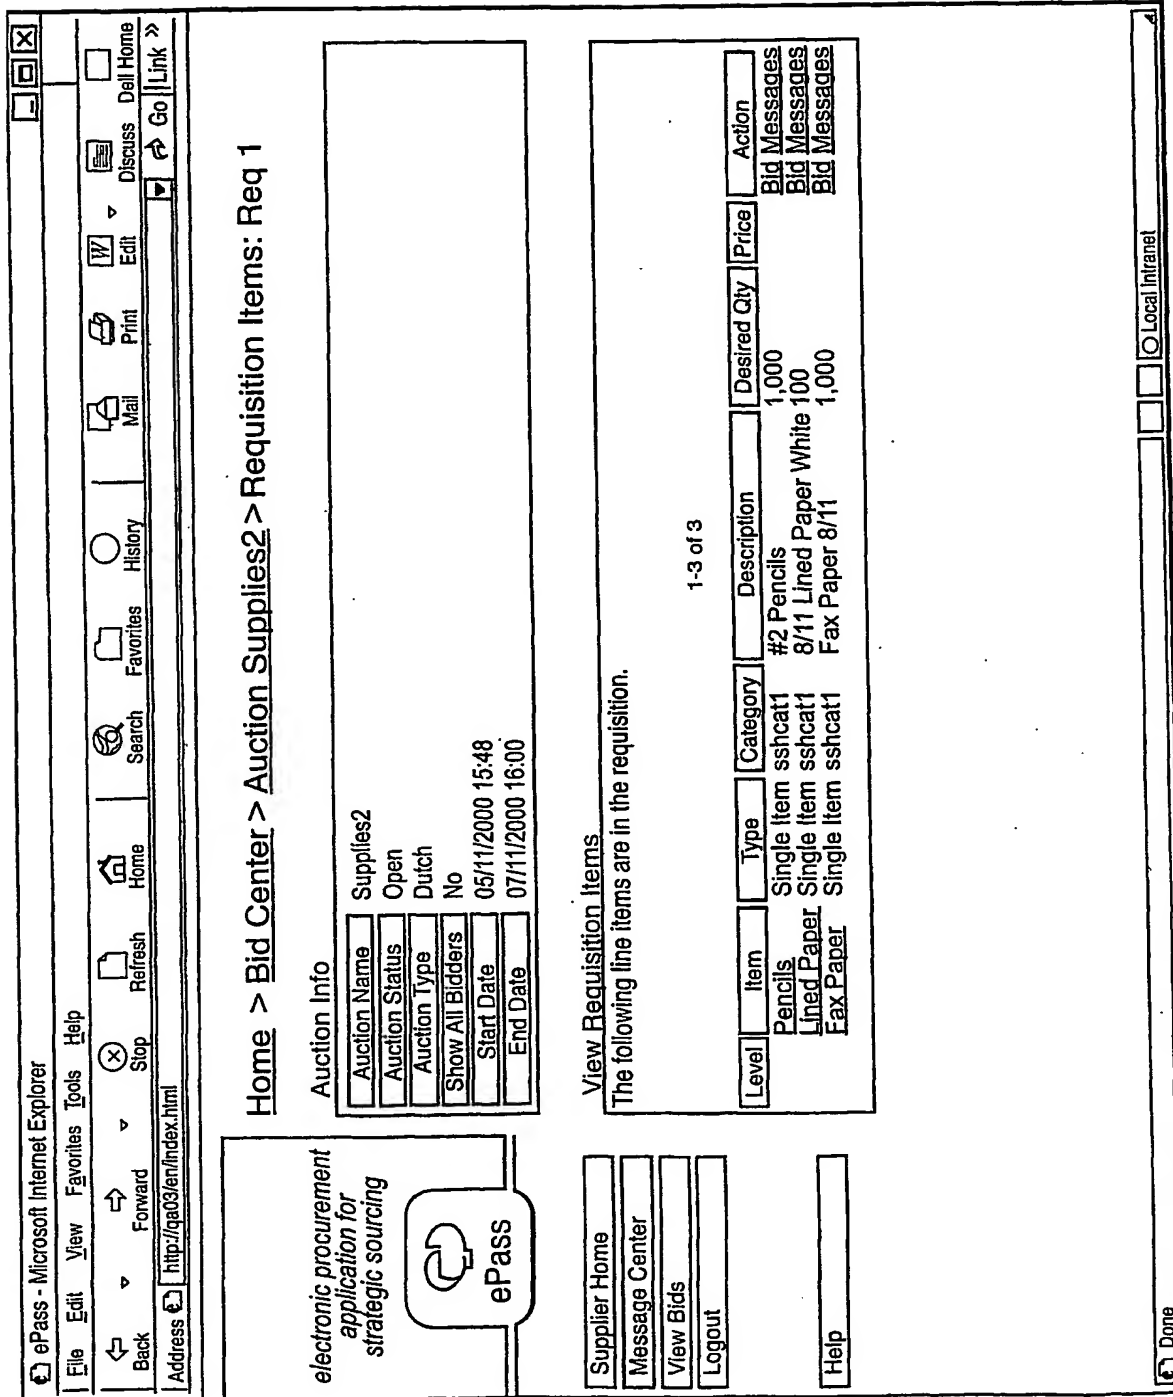 ePass - Microsoft Internet Explorer
File Edit View Favorites Tools Help
Back Forward Stop Refresh Home Search Favorites History Mail Print Edit Discuss Dell Home
Address http://qa03/en/index.html Go Link »
electronic procurement
application for
strategic sourcing
ePass
Supplier Home
Message Center
View Bids
Logout
Help
Home > Bid Center > Auction Supplies2 > Requisition Items: Req 1
Auction Info
Auction Name Supplies2
Auction Status Open
Auction Type Dutch
Show All Bidders No
Start Date 05/11/2000 15:48
End Date 07/11/2000 16:00
View Requisition Items
The following line items are in the requisition.
1-3 of 3
Level Item Type Category Description Desired Qty Price Action
Pencils Single Item sshcat1 #2 Pencils 1,000 Bid Messages
Lined Paper Single Item sshcat1 8/11 Lined Paper White 100 Bid Messages
Fax Paper Single Item sshcat1 Fax Paper 8/11 1,000 Bid Messages
Done Local intranet